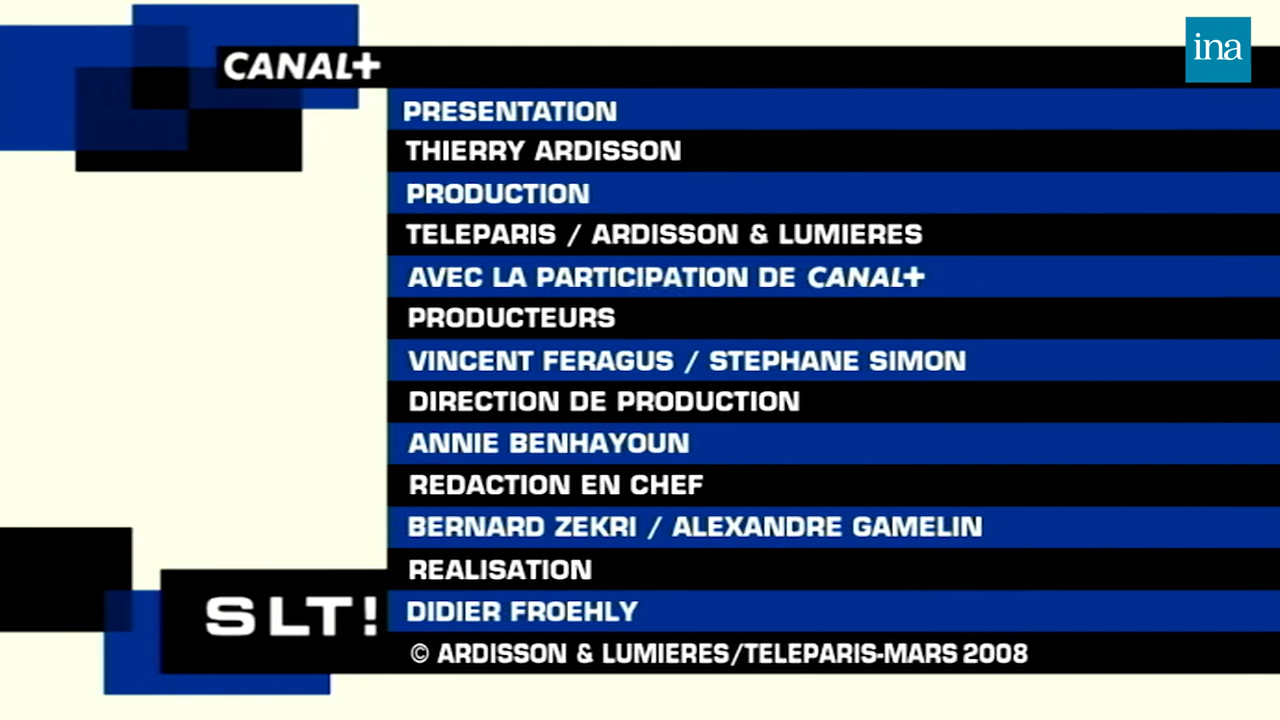 CANAL+
ina
PRESENTATION
THIERRY ARDISSON
PRODUCTION
TELEPARIS / ARDISSON & LUMIERES
AVEC LA PARTICIPATION DE CANAL+
PRODUCTEURS
VINCENT FERAGUS / STEPHANE SIMON
DIRECTION DE PRODUCTION
ANNIE BENHAYOUN
REDACTION EN CHEF
BERNARD ZEKRI / ALEXANDRE GAMELIN
REALISATION
DIDIER FROEHLY
SLT!
© ARDISSON & LUMIERES/TELEPARIS-MARS 2008